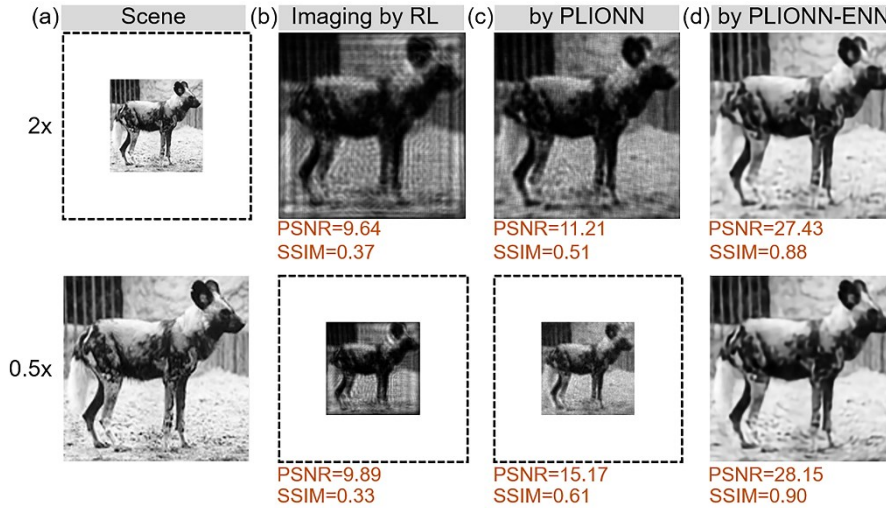 (a) Scene (b) Imaging by RL (c) by PLIONN (d) by PLIONN-ENN
2x
PSNR=9.64 PSNR=11.21 PSNR=27.43
SSIM=0.37 SSIM=0.51 SSIM=0.88
0.5x
PSNR=9.89 PSNR=15.17 PSNR=28.15
SSIM=0.33 SSIM=0.61 SSIM=0.90